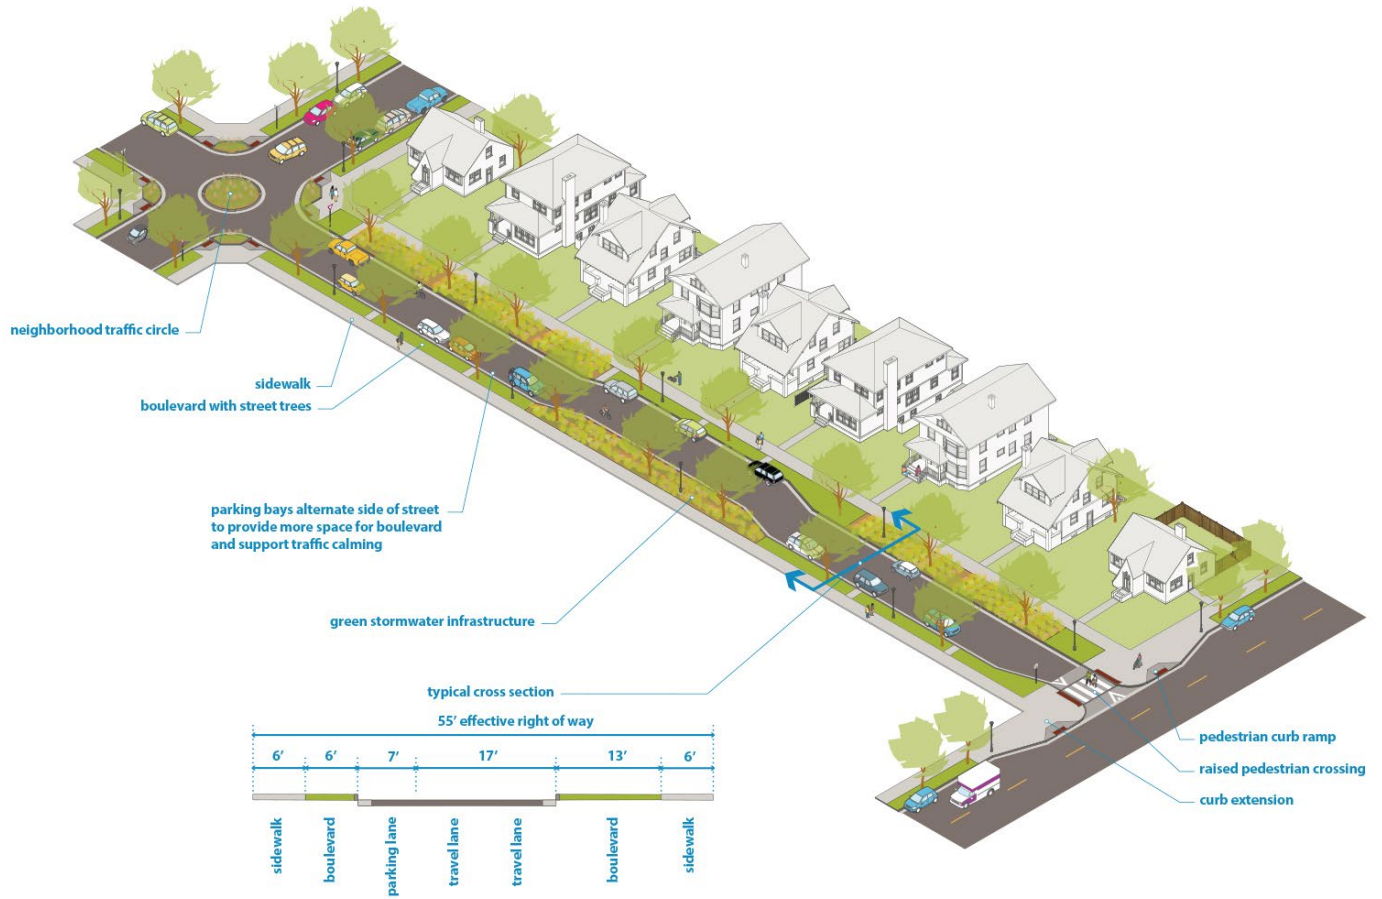 neighborhood traffic circle
sidewalk
boulevard with street trees
parking bays alternate side of street
to provide more space for boulevard
and support traffic calming
green stormwater infrastructure
typical cross section
55’ effective right of way
6’ 6’ 7’ 17’ 13’ 6’
sidewalk
boulevard
parking lane
travel lane
travel lane
boulevard
sidewalk
pedestrian curb ramp
raised pedestrian crossing
curb extension